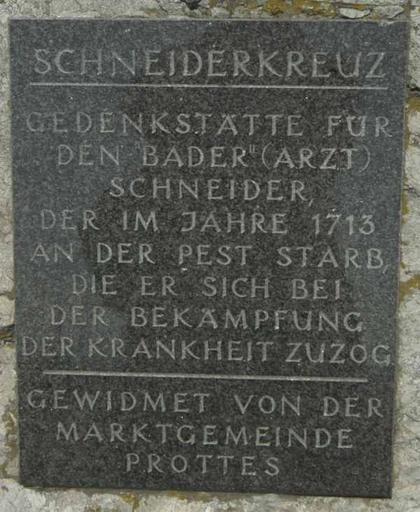 SCHNEIDERKREUZ
GEDENKSTÄTTE FÜR
DEN "BADER" (ARZT)
SCHNEIDER,
DER IM JAHRE 1713
AN DER PEST STARB,
DIE ER SICH BEI
DER BEKÄMPFUNG
DER KRANKHEIT ZUZOG
GEWIDMET VON DER
MARKTGEMEINDE
PROTTES